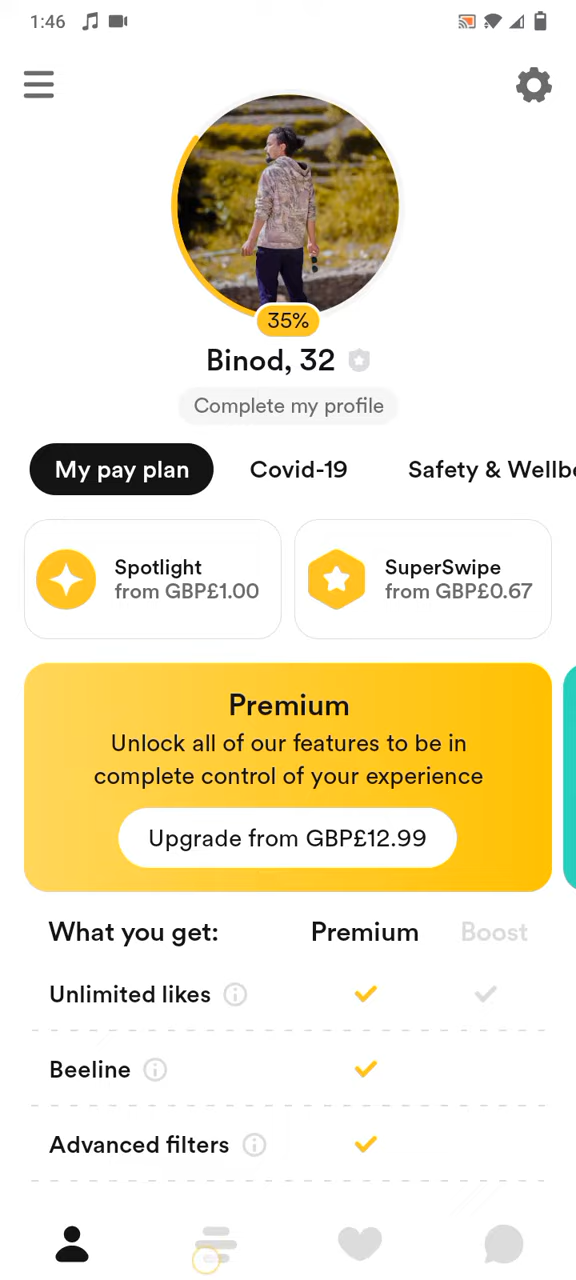 1:46
35%
Binod, 32
Complete my profile
My pay plan
Covid-19
Safety & Wellbe
Spotlight
from GBP£1.00
SuperSwipe
from GBP£0.67
Premium
Unlock all of our features to be in
complete control of your experience
Upgrade from GBP£12.99
What you get: Premium Boost
Unlimited likes
Beeline
Advanced filters